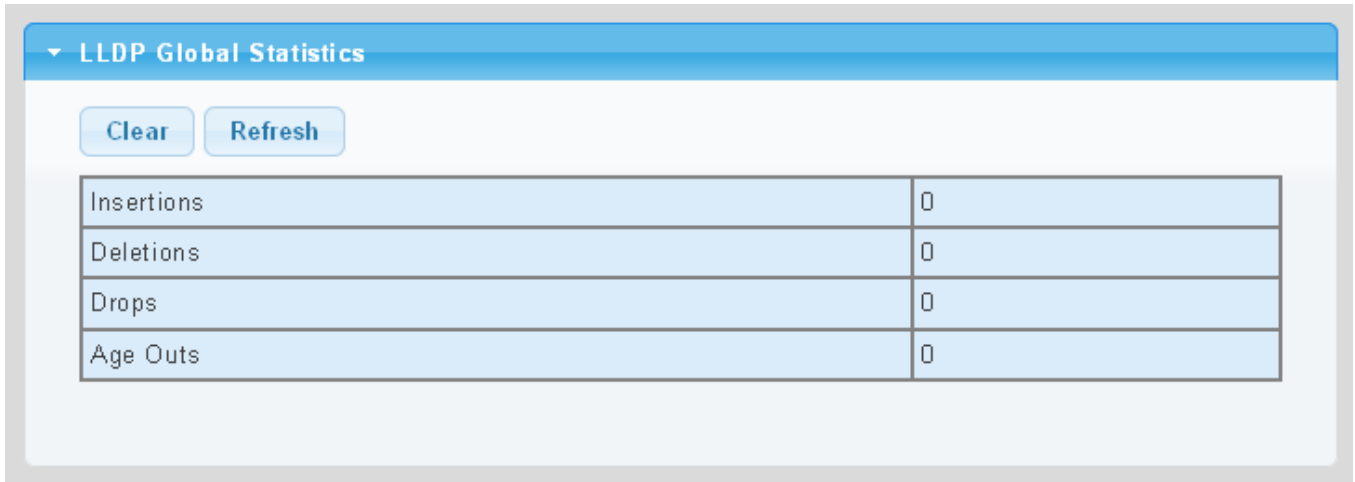 LLDP Global Statistics
Clear Refresh
Insertions 0
Deletions 0
Drops 0
Age Outs 0